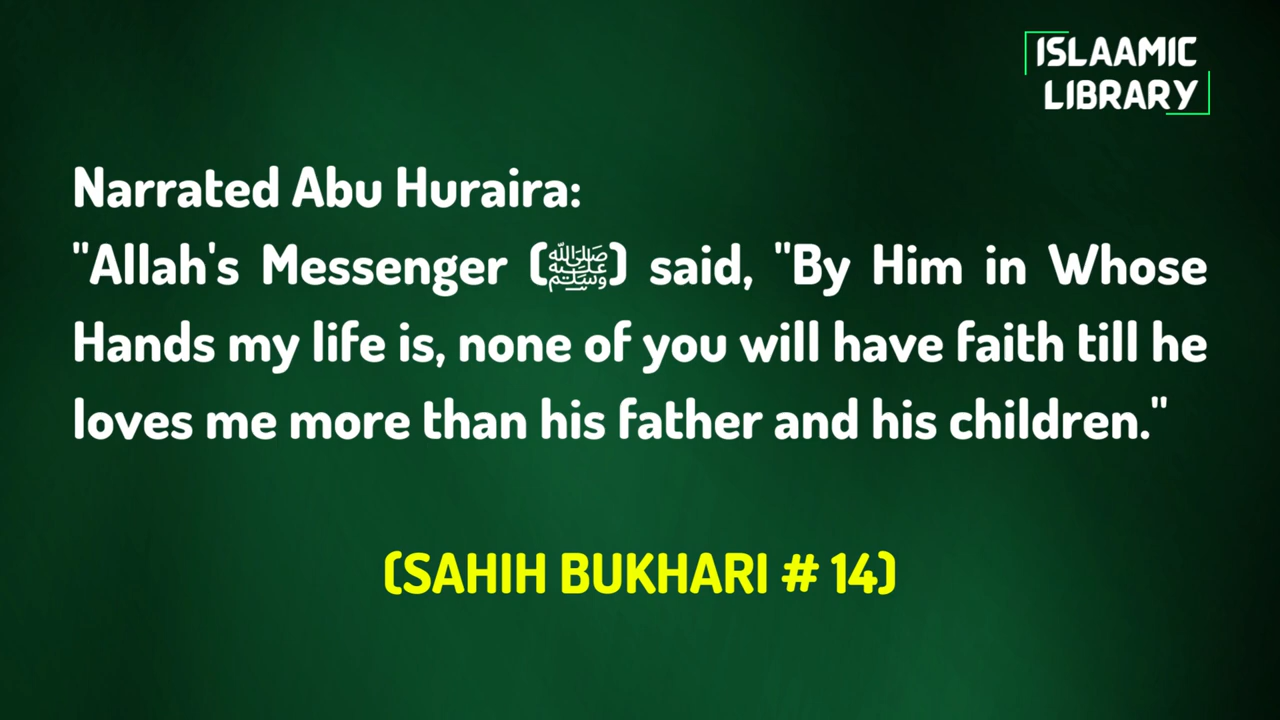 ISLAAMIC
LIBRARY
Narrated Abu Huraira:
"Allah's Messenger (ﷺ) said, "By Him in Whose
Hands my life is, none of you will have faith till he
loves me more than his father and his children."
(SAHIH BUKHARI # 14)